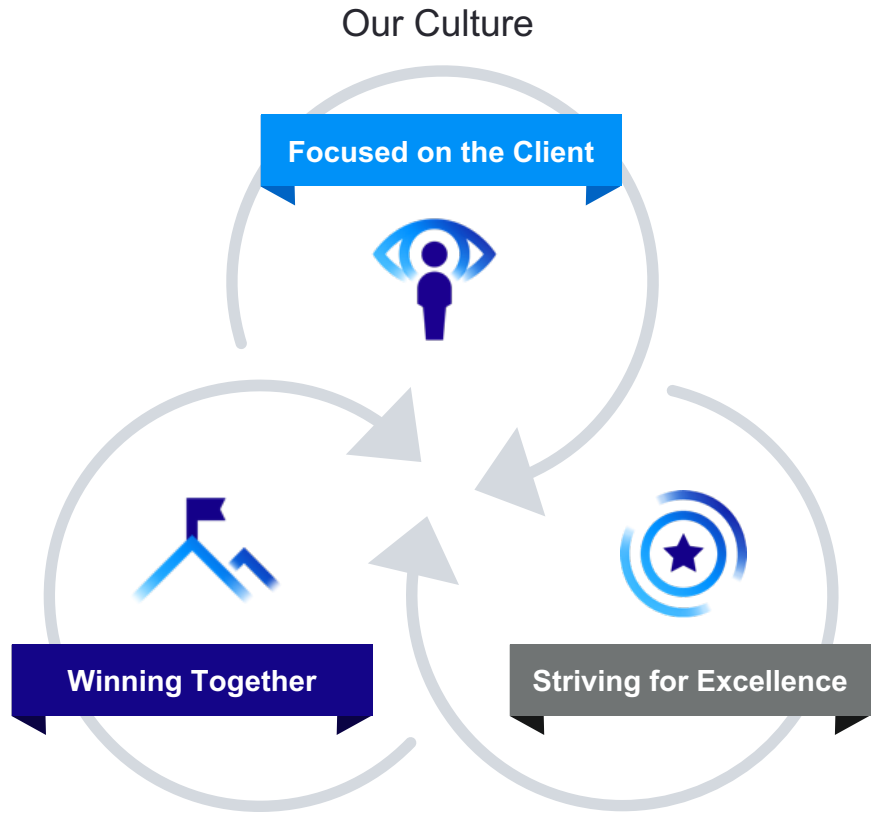 Our Culture
Focused on the Client
Winning Together
Striving for Excellence